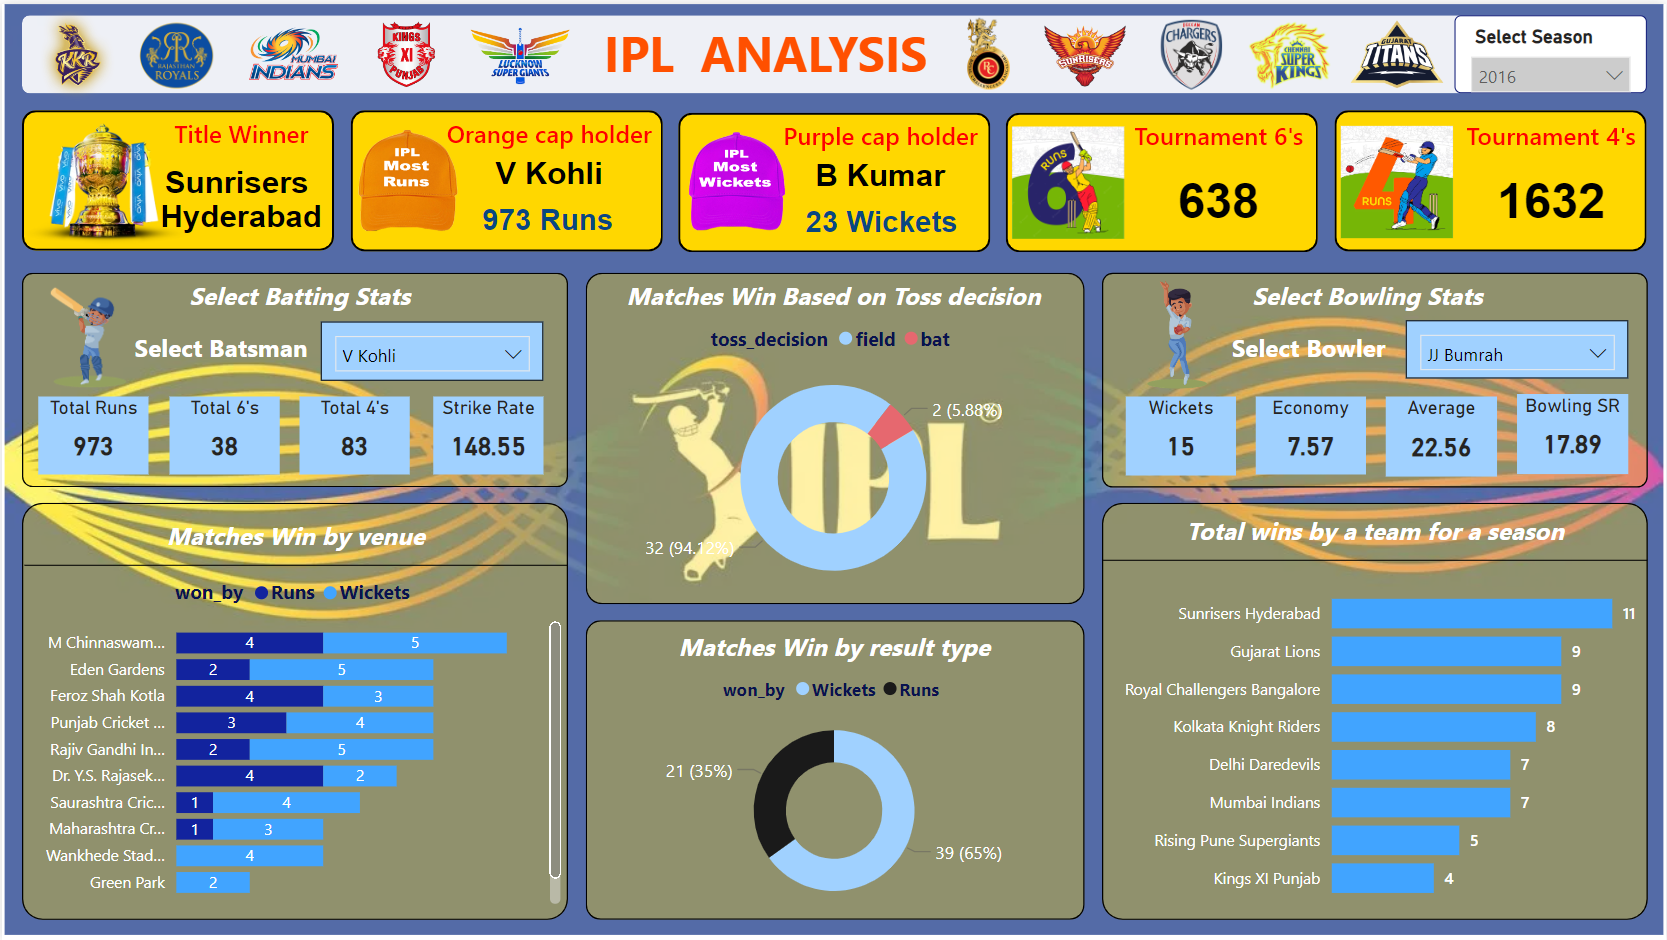 KKR
RR
RAJASTHAN
ROYALS
MUMBAI
INDIANS
KINGS
XI
PUNJAB
LUCKNOW
SUPER GIANTS
IPL ANALYSIS
RC
SUNRISERS
CHARGERS
CHENNAI
SUPER
KINGS
GUJARAT
TITANS
Select Season
2016
Title Winner
Sunrisers
Hyderabad
IPL
Most
Runs
Orange cap holder
V Kohli
973 Runs
IPL
Most
Wickets
Purple cap holder
B Kumar
23 Wickets
6 RUNS
Tournament 6's
638
4
RUNS
Tournament 4's
1632
Select Batting Stats
Select Batsman
V Kohli
Total Runs
973
Total 6's
38
Total 4's
83
Strike Rate
148.55
Matches Win Based on Toss decision
toss_decision field bat
2 (5.88%)
IPL
32 (94.12%)
Select Bowling Stats
Select Bowler
JJ Bumrah
Wickets
15
Economy
7.57
Average
22.56
Bowling SR
17.89
Matches Win by venue
won_by Runs Wickets
M Chinnaswam... 4 5
Eden Gardens 2 5
Feroz Shah Kotla 4 3
Punjab Cricket ... 3 4
Rajiv Gandhi In... 2 5
Dr. Y.S. Rajasek... 4 2
Saurashtra Cric... 1 4
Maharashtra Cr... 1 3
Wankhede Stad... 4
Green Park 2
Matches Win by result type
won_by Wickets Runs
21 (35%)
39 (65%)
Total wins by a team for a season
Sunrisers Hyderabad 11
Gujarat Lions 9
Royal Challengers Bangalore 9
Kolkata Knight Riders 8
Delhi Daredevils 7
Mumbai Indians 7
Rising Pune Supergiants 5
Kings XI Punjab 4